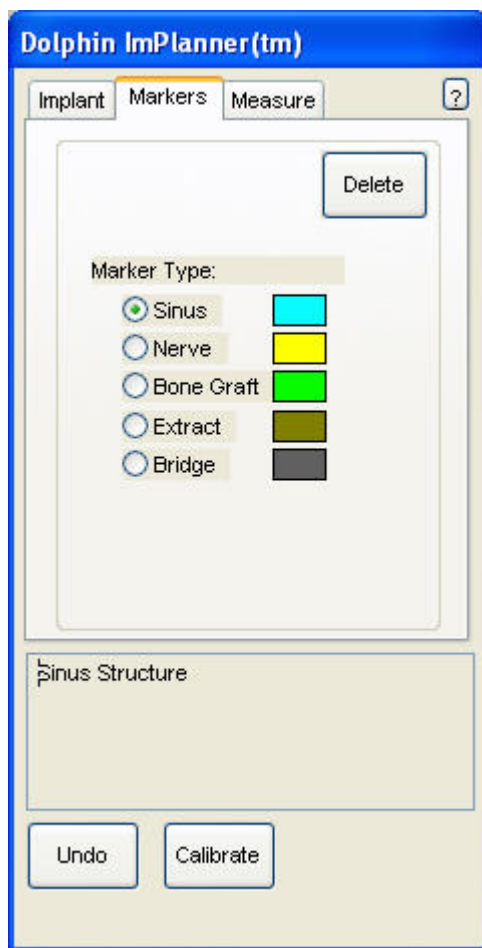 Dolphin ImPlanner(tm)
Implant Markers Measure ?
Delete
Marker Type:
Sinus
Nerve
Bone Graft
Extract
Bridge
Sinus Structure
Undo Calibrate